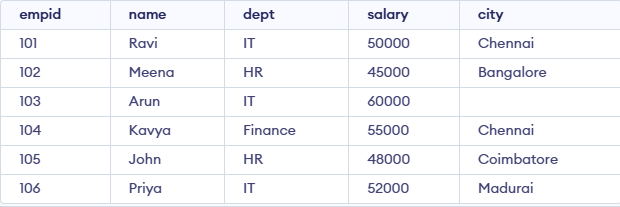 empid name dept salary city
101 Ravi IT 50000 Chennai
102 Meena HR 45000 Bangalore
103 Arun IT 60000
104 Kavya Finance 55000 Chennai
105 John HR 48000 Coimbatore
106 Priya IT 52000 Madurai